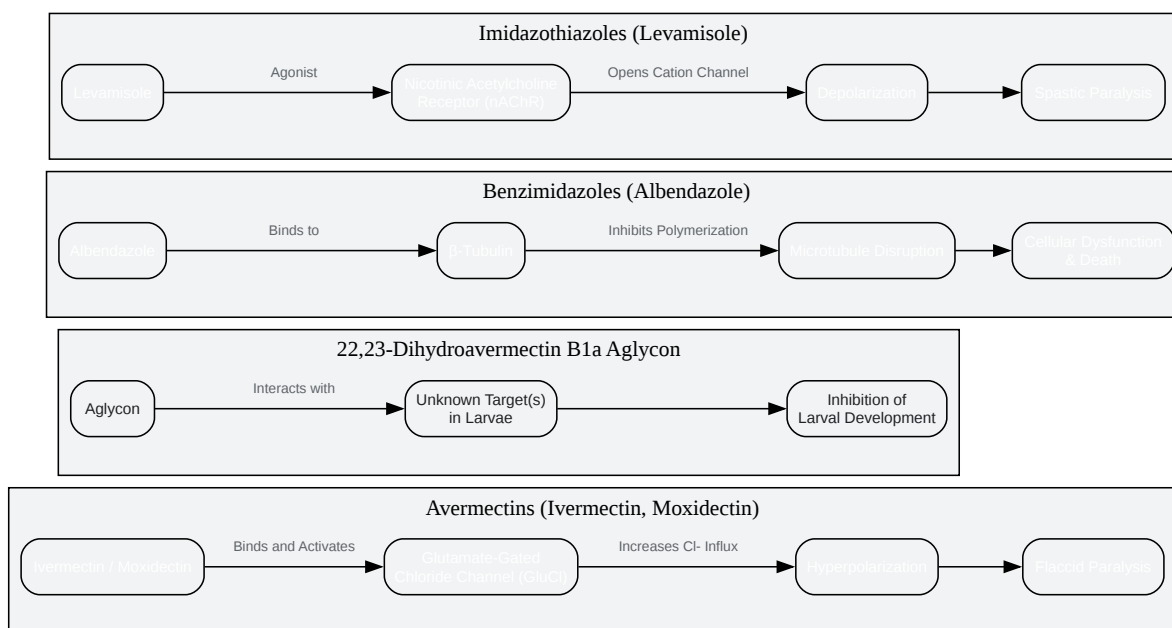 Imidazothiazoles (Levamisole)
Levamisole
Agonist
Nicotinic Acetylcholine
Receptor (nAChR)
Opens Cation Channel
Depolarization
Spastic Paralysis
Benzimidazoles (Albendazole)
Albendazole
Binds to
β-Tubulin
Inhibits Polymerization
Microtubule Disruption
Cellular Dysfunction
& Death
22,23-Dihydroavermectin B1a Aglycon
Aglycon
Interacts with
Unknown Target(s)
in Larvae
Inhibition of
Larval Development
Avermectins (Ivermectin, Moxidectin)
Ivermectin / Moxidectin
Binds and Activates
Glutamate-Gated
Chloride Channel (GluCl)
Increases Cl- Influx
Hyperpolarization
Flaccid Paralysis